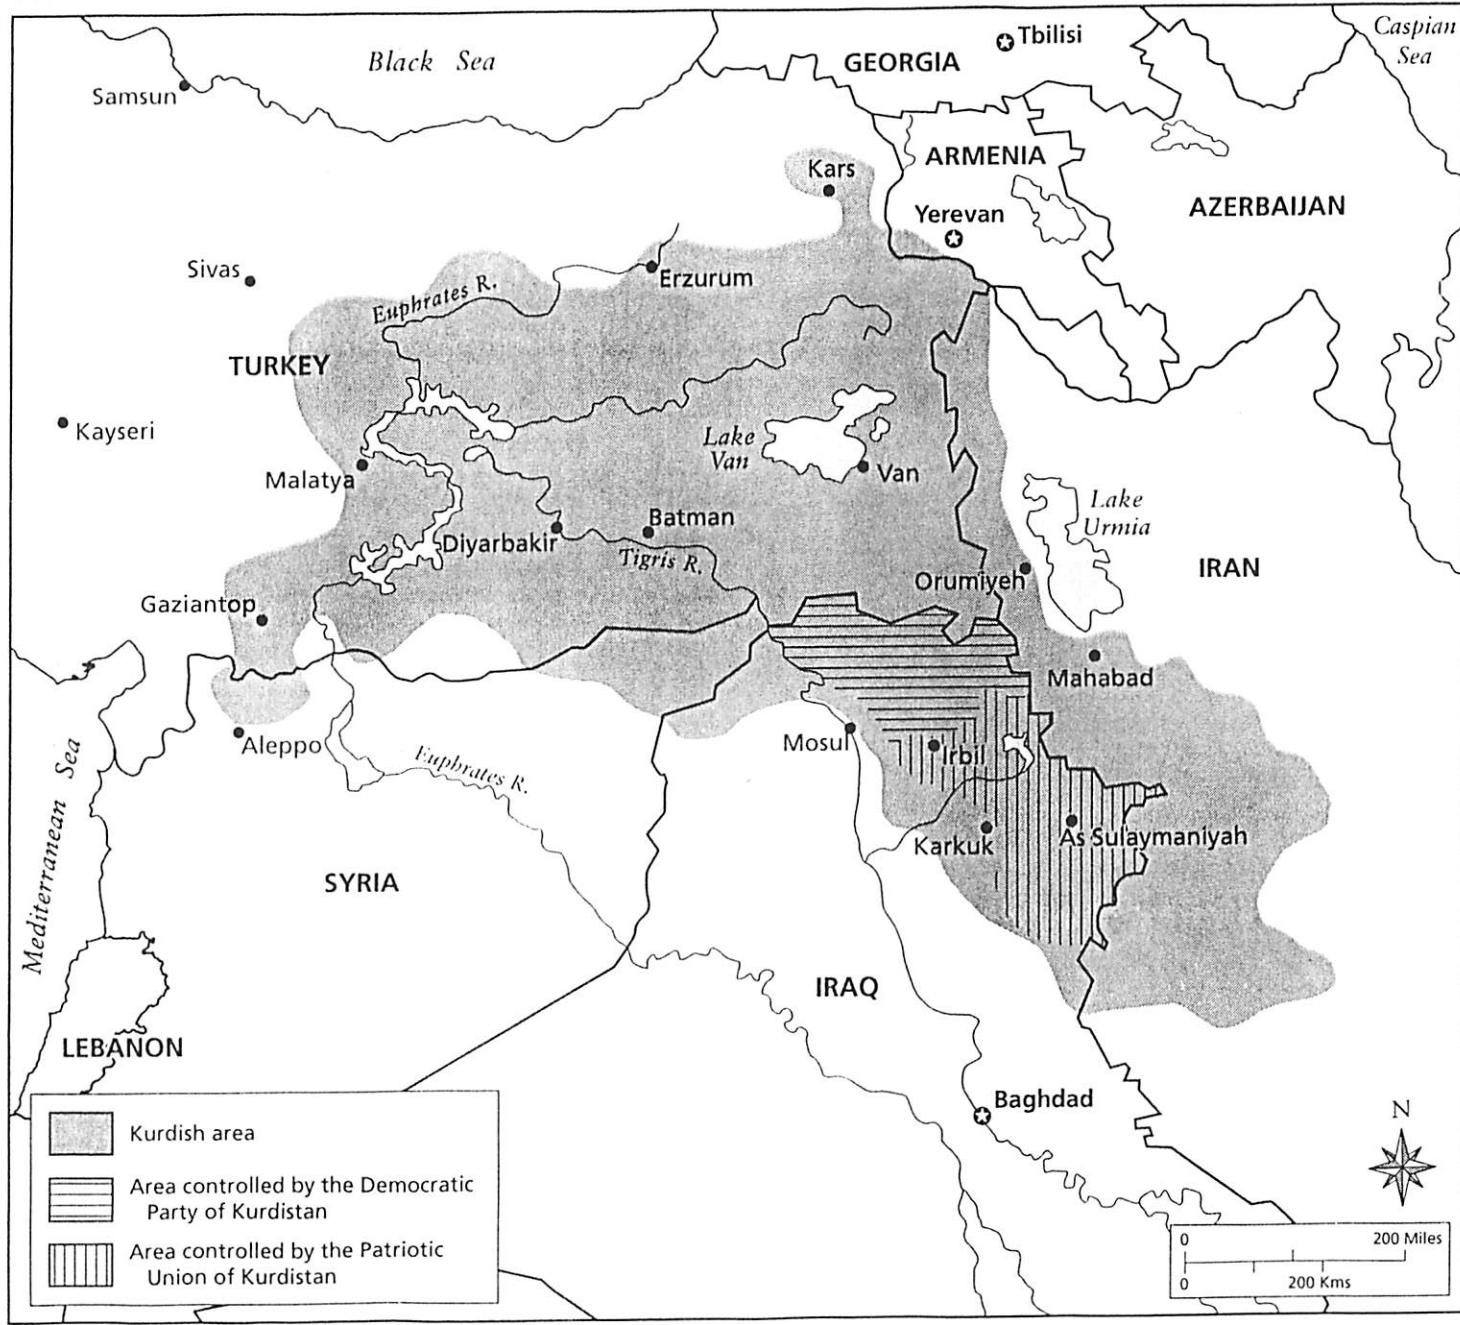 Black Sea
Caspian
Sea
Tbilisi
GEORGIA
Samsun
ARMENIA
Kars
AZERBAIJAN
Yerevan
Sivas
Erzurum
Euphrates R.
TURKEY
Kayseri
Lake
Van
Van
Malatya
Lake
Urmia
Batman
Diyarbakir
Tigris R.
IRAN
Orumiyeh
Gaziantop
Mahabad
Mosul
Aleppo
Irbil
Euphrates R.
Mediterranean Sea
Karkuk
As Sulaymaniyah
SYRIA
IRAQ
LEBANON
Baghdad
N
Kurdish area
Area controlled by the Democratic
Party of Kurdistan
Area controlled by the Patriotic
Union of Kurdistan
0 200 Miles
0 200 Kms